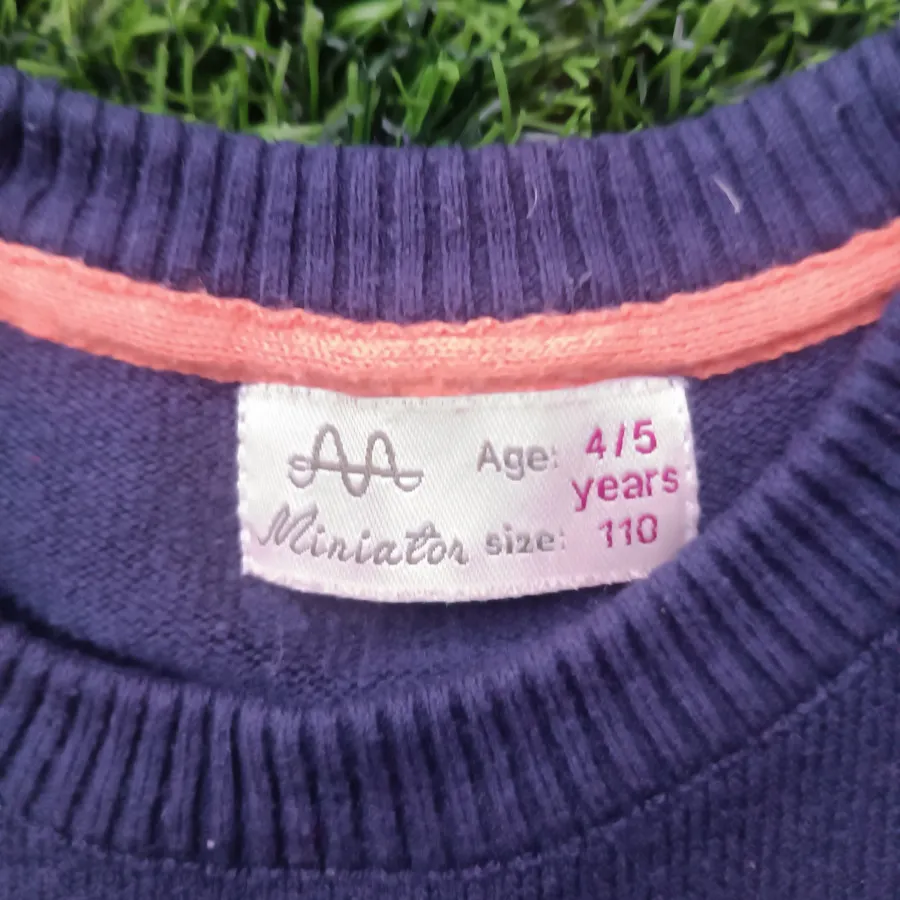 Age: 4/5
years
Miniator size: 110